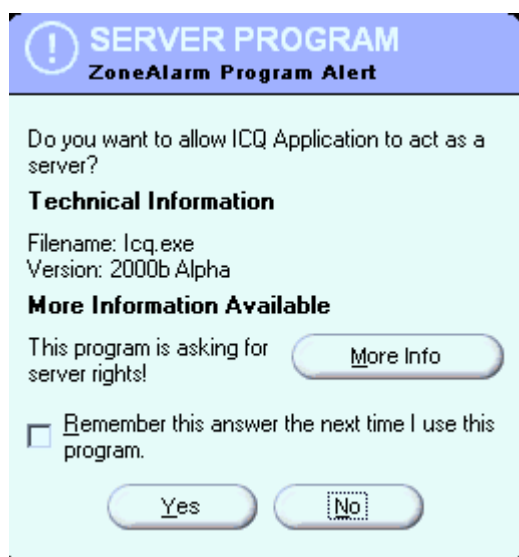 SERVER PROGRAM
ZoneAlarm Program Alert
Do you want to allow ICQ Application to act as a
server?
Technical Information
Filename: Icq.exe
Version: 2000b Alpha
More Information Available
This program is asking for
server rights!
More Info
Remember this answer the next time I use this
program.
Yes
No